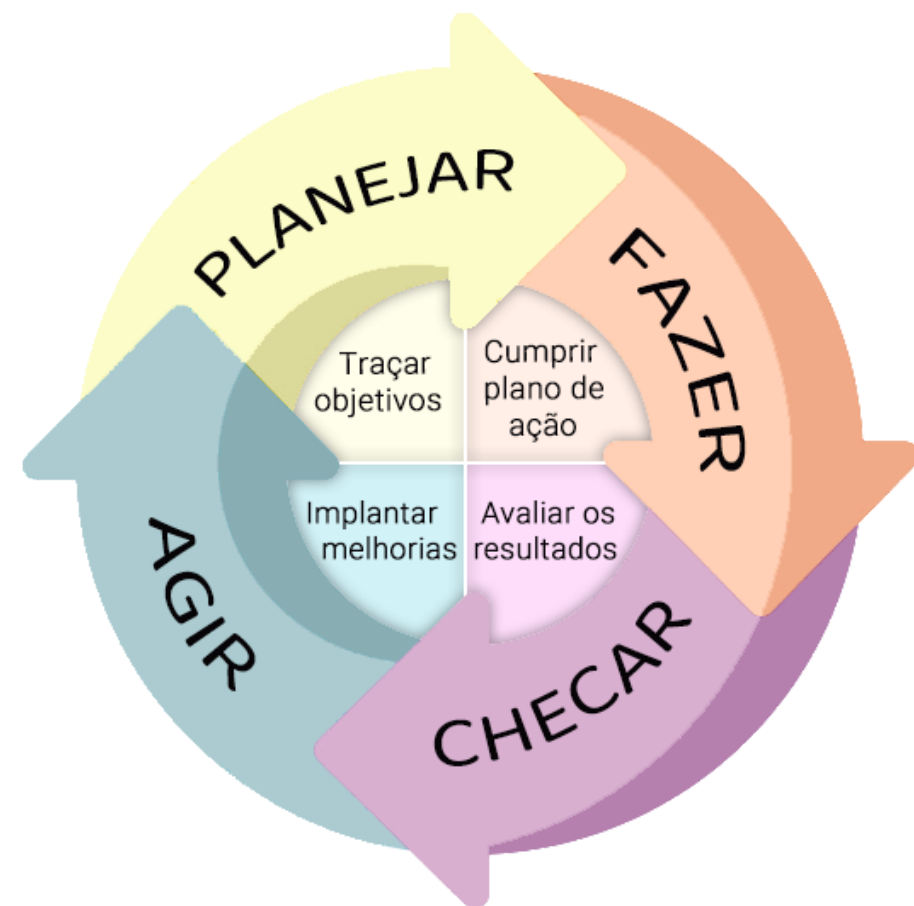 PLANEJAR
FAZER
CHECAR
AGIR
Traçar
objetivos
Cumprir
plano de
ação
Avaliar os
resultados
Implantar
melhorias